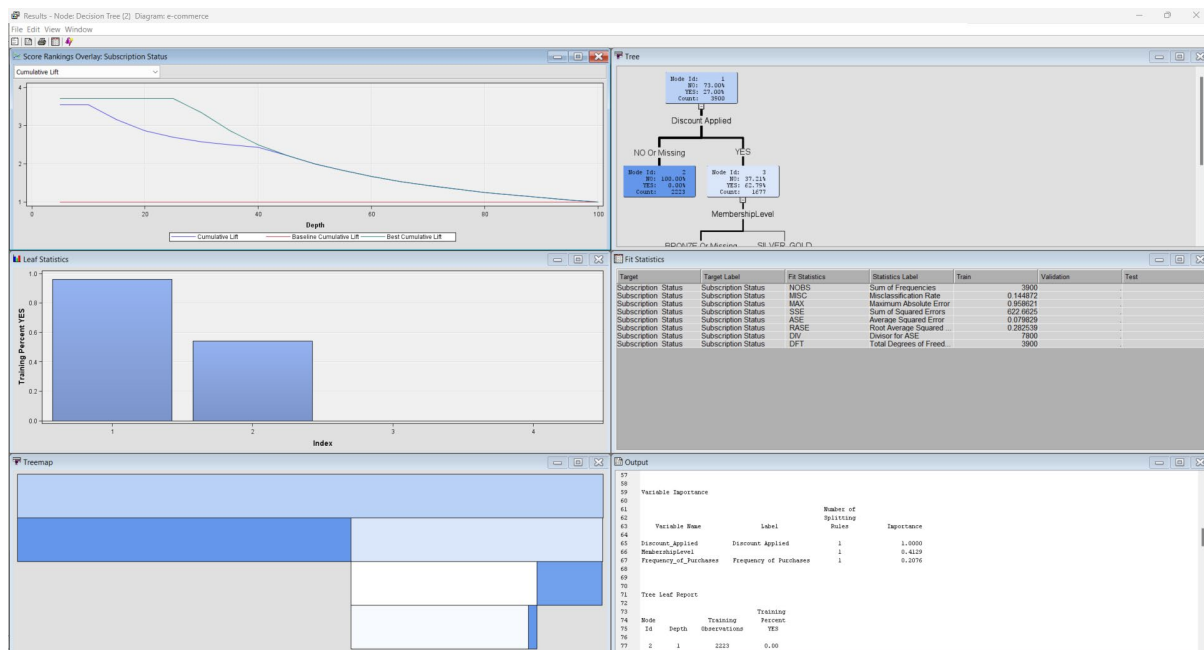 Results - Node: Decision Tree (2) Diagram: e-commerce
File Edit View Window
Score Rankings Overlay: Subscription Status
Cumulative Lift
4
3
2
1
0 20 40 60 80 100
Depth
Cumulative Lift Baseline Cumulative Lift Best Cumulative Lift
Tree
Node Id: 1
NO: 73.00%
YES: 27.00%
Count: 3900
Discount Applied
NO Or Missing YES
Node Id: 2
NO: 100.00%
YES: 0.00%
Count: 2223
Node Id: 3
NO: 37.21%
YES: 62.79%
Count: 1677
MembershipLevel
BRONZE Or Missing SILVER, GOLD
Leaf Statistics
Training Percent YES
1.0
0.8
0.6
0.4
0.2
0.0
1 2 3 4
Index
Fit Statistics
Target Target Label Fit Statistics Statistics Label Train Validation Test
Subscription Status Subscription Status NOBS Sum of Frequencies 3900 . .
Subscription Status Subscription Status MISC Misclassification Rate 0.144872 . .
Subscription Status Subscription Status MAX Maximum Absolute Error 0.958621 . .
Subscription Status Subscription Status SSE Sum of Squared Errors 622.6625 . .
Subscription Status Subscription Status ASE Average Squared Error 0.079829 . .
Subscription Status Subscription Status RASE Root Average Squared ... 0.282539 . .
Subscription Status Subscription Status DIV Divisor for ASE 7800 . .
Subscription Status Subscription Status DFT Total Degrees of Freed... 3900 . .
Treemap
Output
57
58
59 Variable Importance
60
61 Number of
62 Splitting
63 Variable Name Label Rules Importance
64
65 Discount_Applied Discount Applied 1 1.0000
66 MembershipLevel 1 0.4129
67 Frequency_of_Purchases Frequency of Purchases 1 0.2076
68
69
70
71 Tree Leaf Report
72
73 Training
74 Node Training Percent
75 Id Depth Observations YES
76
77 2 1 2223 0.00